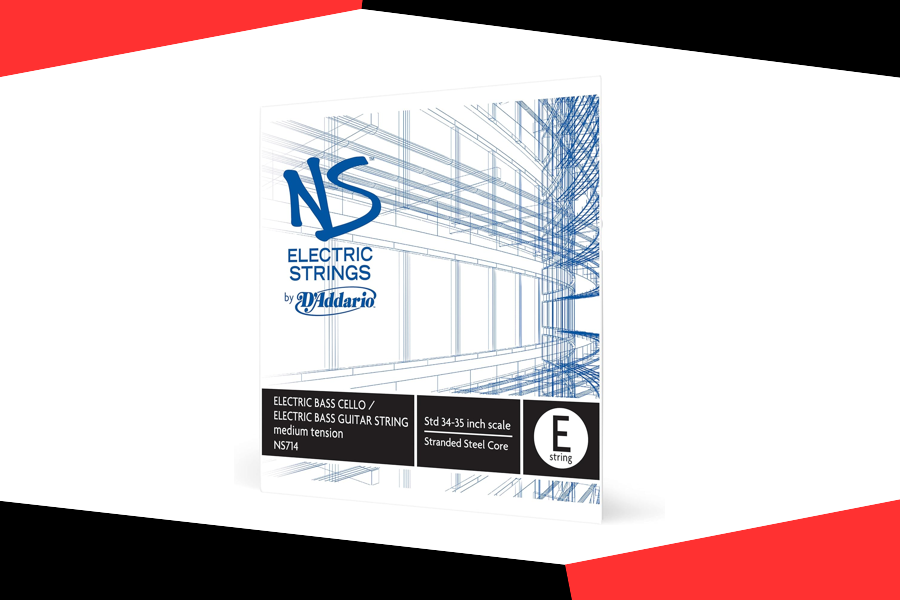 NS™
ELECTRIC
STRINGS
by D'Addario
ELECTRIC BASS CELLO /
ELECTRIC BASS GUITAR STRING
medium tension
NS714
Std 34-35 inch scale
Stranded Steel Core
E
string